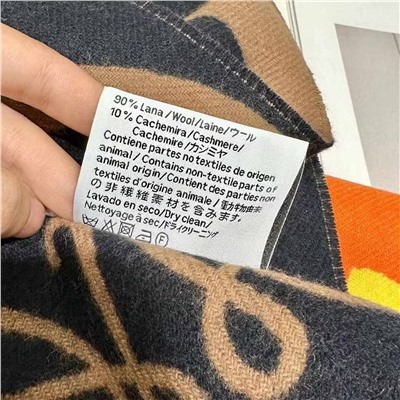 90% Lana/Wool/Laine/ウール
10% Cachemira/Cashmere/
Cachemire/カシミヤ
Contiene partes no textiles de origen
animal/Contains non-textile parts of
animal origin/Contient des parties non
textiles d'origine animale/動物由来
の非繊維素材を含みます。
Lavado en seco/Dry clean/
Nettoyage à sec/ドライクリーニング
F